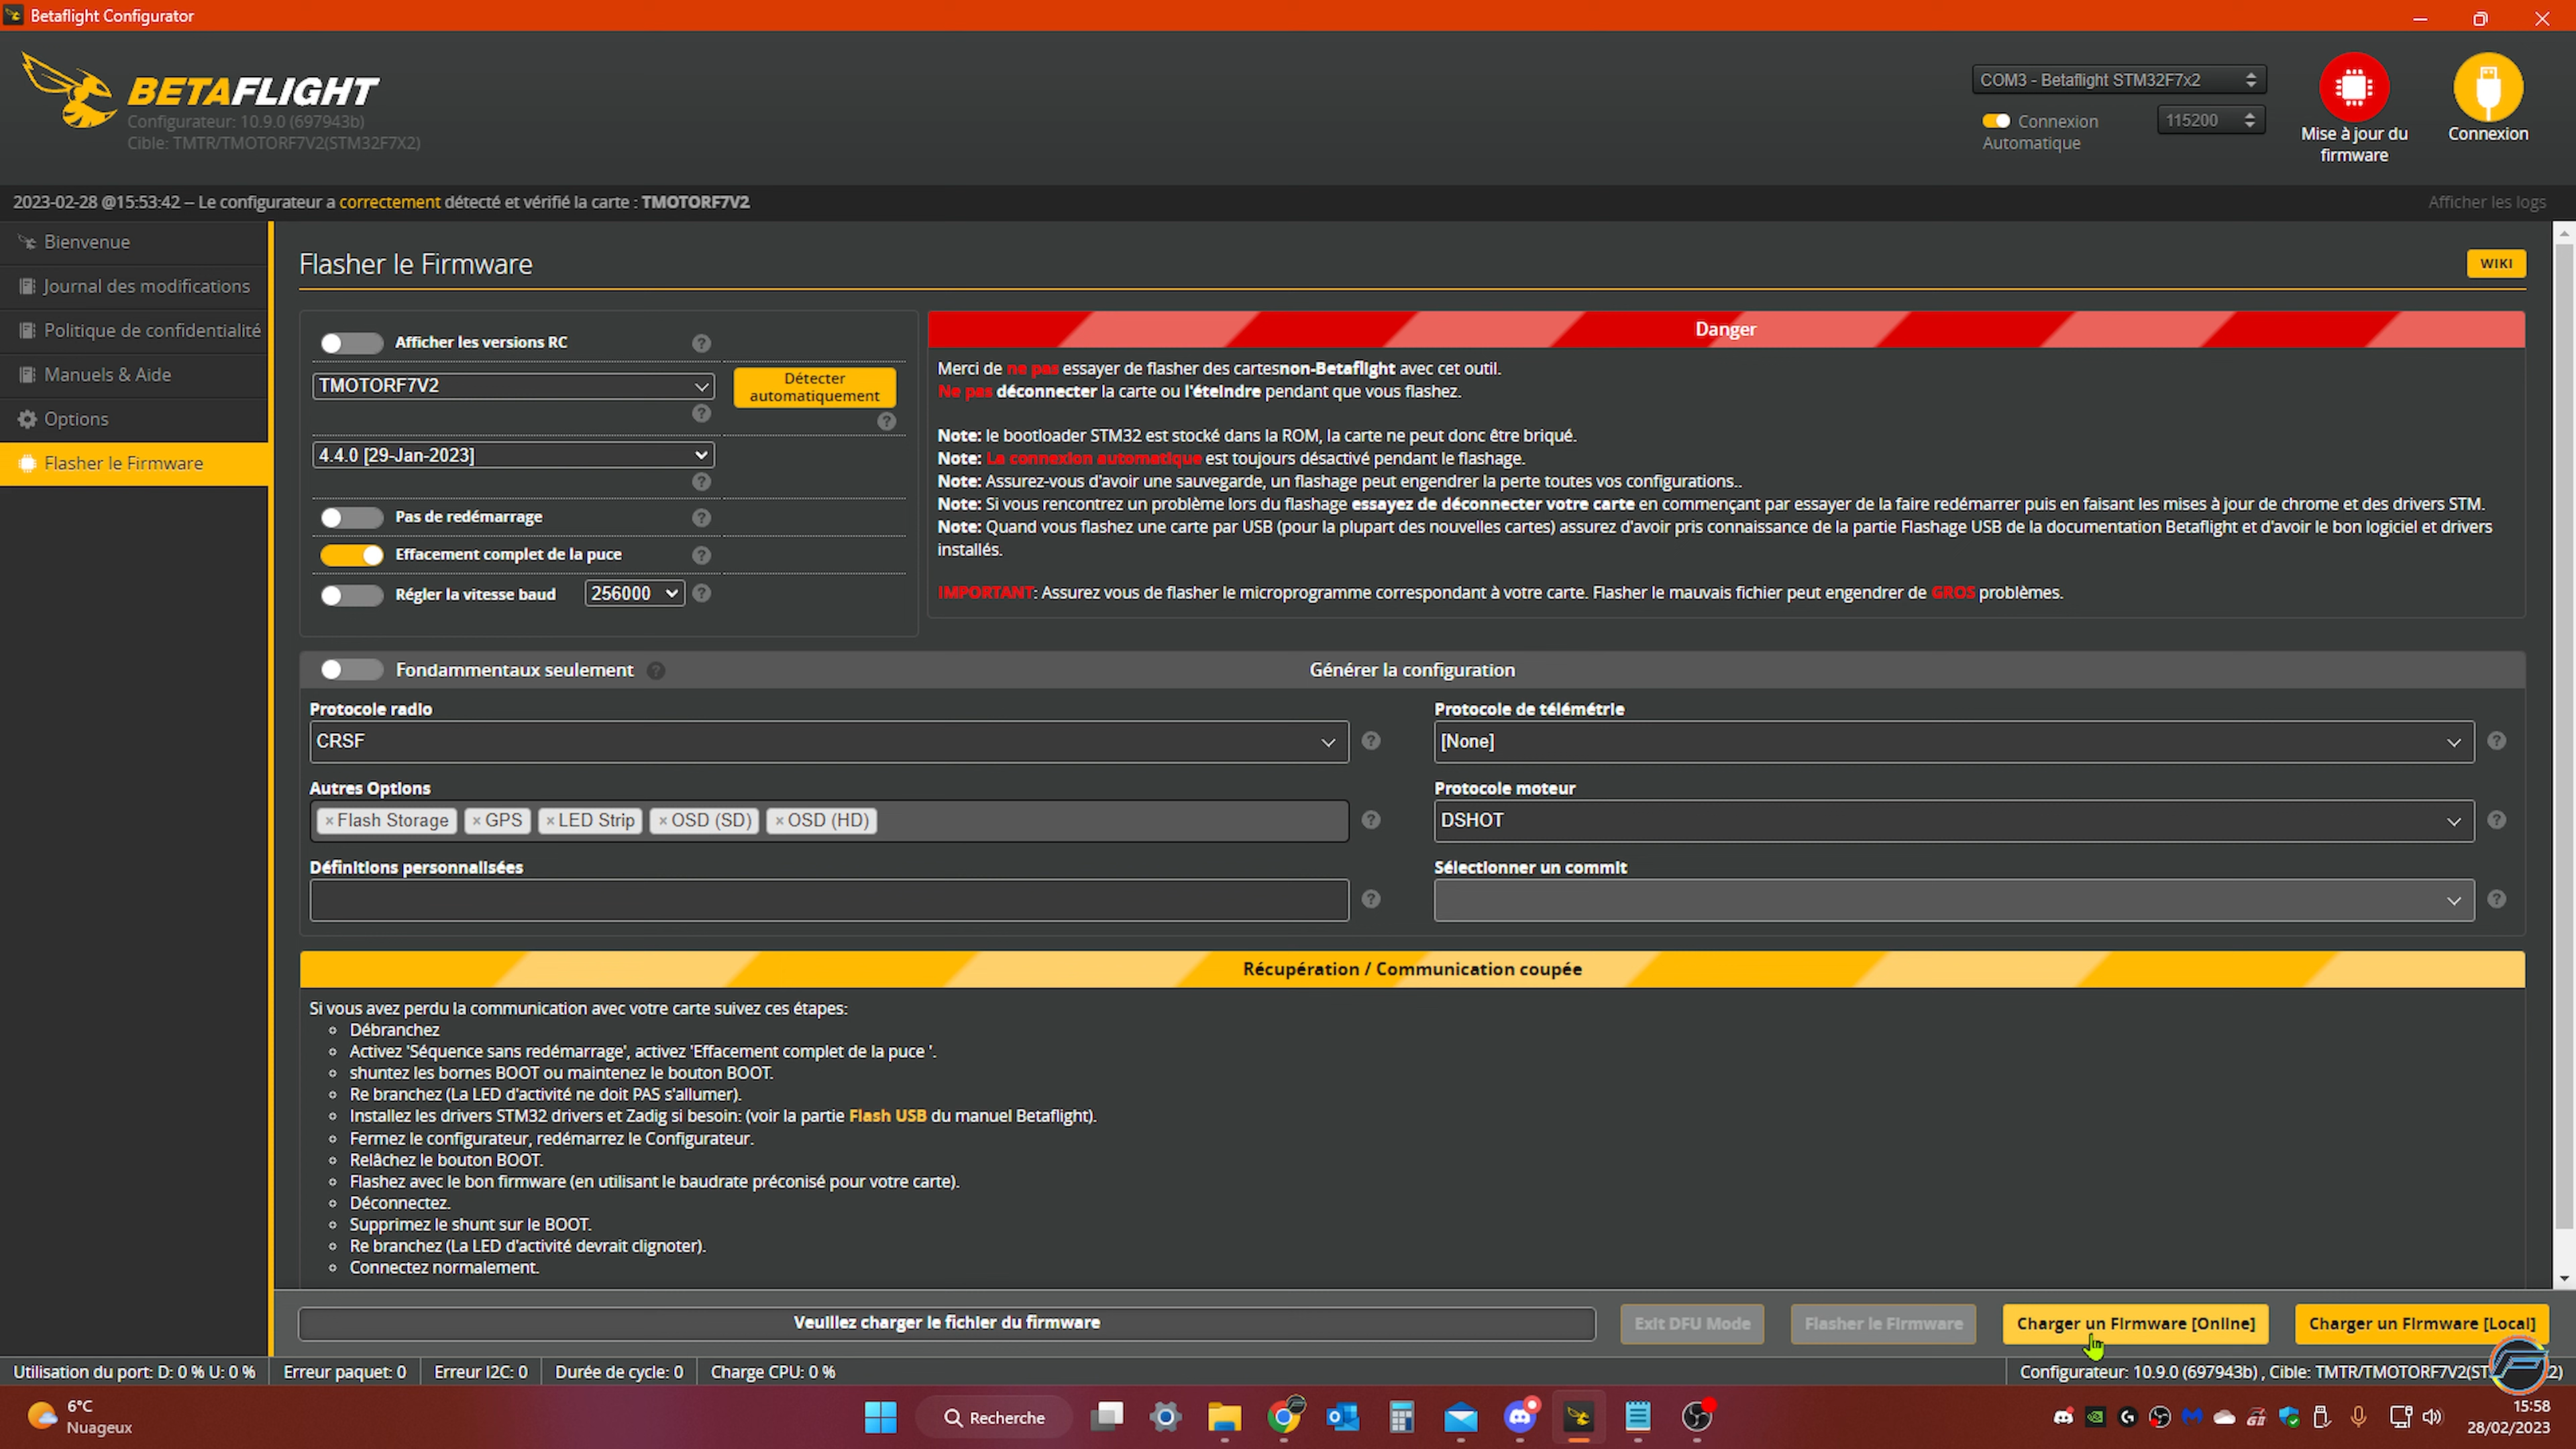 Betaflight Configurator
BETAFLIGHT
Configurateur: 10.9.0 (697943b)
Cible: TMTR/TMOTORF7V2(STM32F7X2)
COM3 - Betaflight STM32F7x2
Connexion
Automatique
115200
Mise à jour du
firmware
Connexion
2023-02-28 @15:53:42 -- Le configurateur a correctement détecté et vérifié la carte : TMOTORF7V2
Afficher les logs
Bienvenue
Journal des modifications
Politique de confidentialité
Manuels & Aide
Options
Flasher le Firmware
Flasher le Firmware
WIKI
Afficher les versions RC
TMOTORF7V2
Détecter
automatiquement
4.4.0 [29-Jan-2023]
Pas de redémarrage
Effacement complet de la puce
Régler la vitesse baud
256000
Danger
Merci de ne pas essayer de flasher des cartesnon-Betaflight avec cet outil.
Ne pas déconnecter la carte ou l'éteindre pendant que vous flashez.
Note: le bootloader STM32 est stocké dans la ROM, la carte ne peut donc être briqué.
Note: La connexion automatique est toujours désactivé pendant le flashage.
Note: Assurez-vous d'avoir une sauvegarde, un flashage peut engendrer la perte toutes vos configurations..
Note: Si vous rencontrez un problème lors du flashage essayez de déconnecter votre carte en commençant par essayer de la faire redémarrer puis en faisant les mises à jour de chrome et des drivers STM.
Note: Quand vous flashez une carte par USB (pour la plupart des nouvelles cartes) assurez d'avoir pris connaissance de la partie Flashage USB de la documentation Betaflight et d'avoir le bon logiciel et drivers
installés.
IMPORTANT: Assurez vous de flasher le microprogramme correspondant à votre carte. Flasher le mauvais fichier peut engendrer de GROS problèmes.
Fondammentaux seulement
Générer la configuration
Protocole radio
CRSF
Protocole de télémétrie
[None]
Autres Options
×Flash Storage ×GPS ×LED Strip ×OSD (SD) ×OSD (HD)
Protocole moteur
DSHOT
Définitions personnalisées
Sélectionner un commit
Récupération / Communication coupée
Si vous avez perdu la communication avec votre carte suivez ces étapes:
Débranchez
Activez 'Séquence sans redémarrage', activez 'Effacement complet de la puce '.
shuntez les bornes BOOT ou maintenez le bouton BOOT.
Re branchez (La LED d'activité ne doit PAS s'allumer).
Installez les drivers STM32 drivers et Zadig si besoin: (voir la partie Flash USB du manuel Betaflight).
Fermez le configurateur, redémarrez le Configurateur.
Relâchez le bouton BOOT.
Flashez avec le bon firmware (en utilisant le baudrate préconisé pour votre carte).
Déconnectez.
Supprimez le shunt sur le BOOT.
Re branchez (La LED d'activité devrait clignoter).
Connectez normalement.
Veuillez charger le fichier du firmware
Exit DFU Mode
Flasher le Firmware
Charger un Firmware [Online]
Charger un Firmware [Local]
Utilisation du port: D: 0 % U: 0 %
Erreur paquet: 0
Erreur I2C: 0
Durée de cycle: 0
Charge CPU: 0 %
Configurateur: 10.9.0 (697943b) , Cible: TMTR/TMOTORF7V2(ST
6°C
Nuageux
Recherche
15:58
28/02/2023